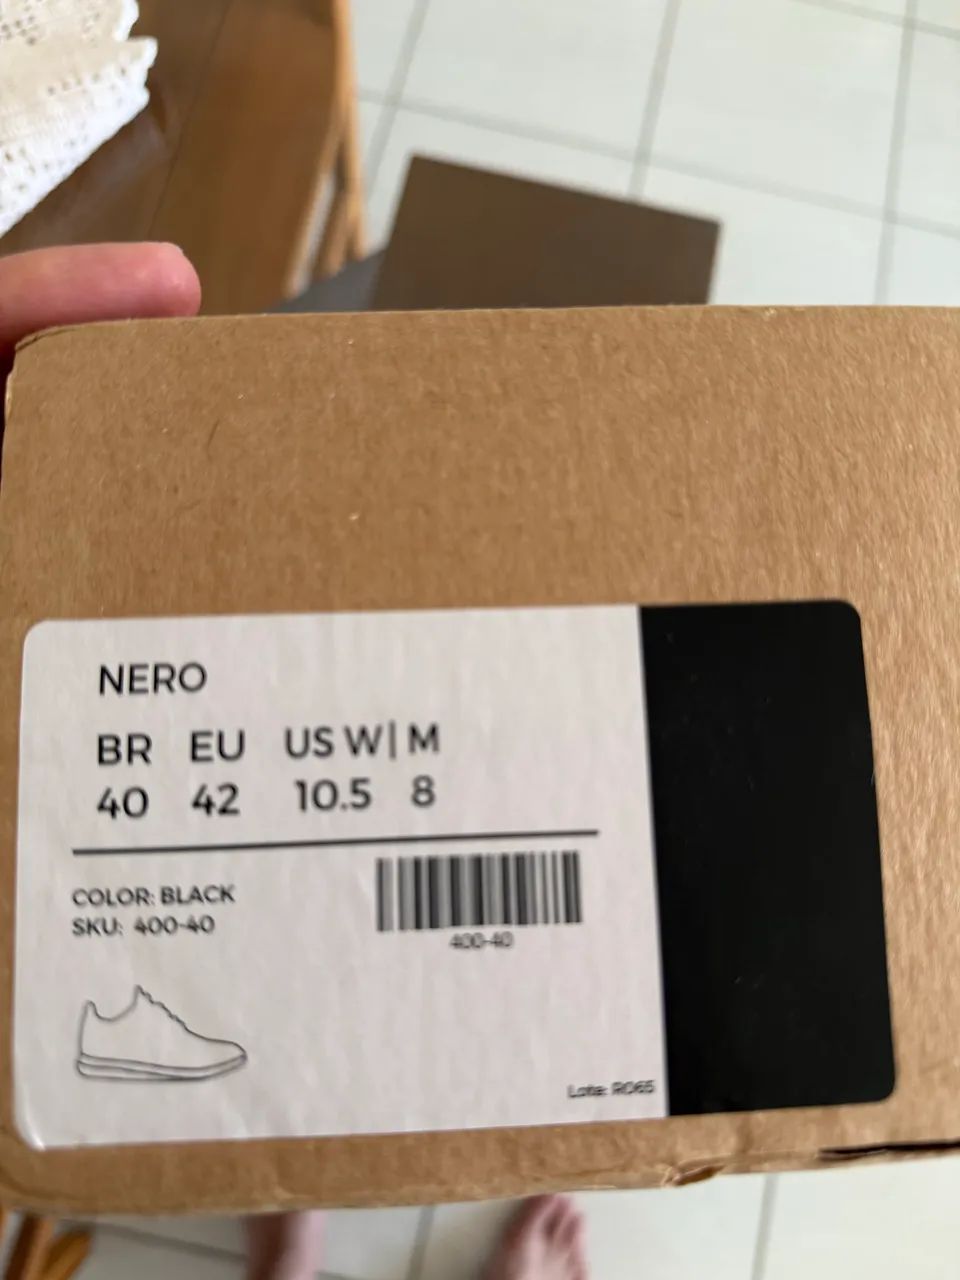 NERO
BR EU US W|M
40 42 10.5 8
COLOR: BLACK
SKU: 400-40
400-40
Lote: R065